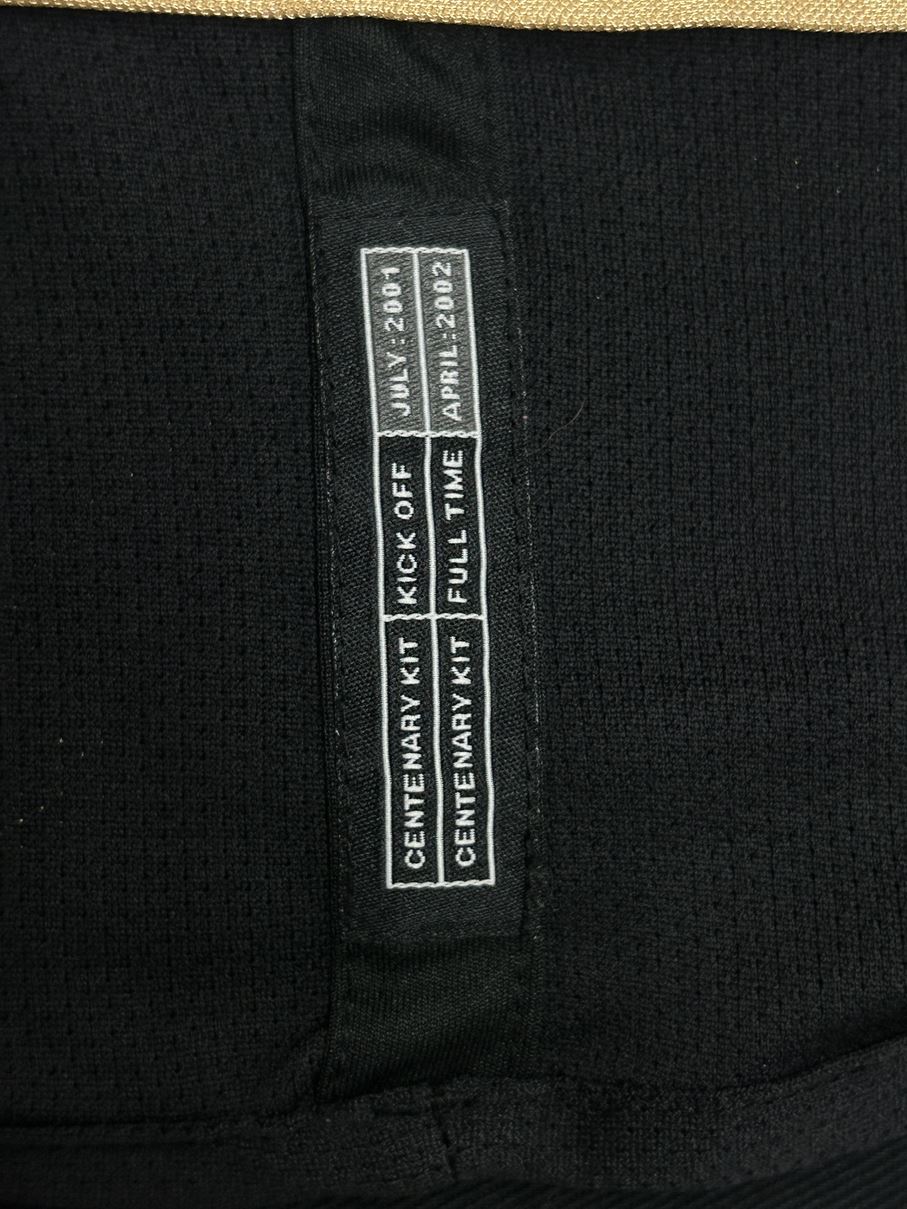 CENTENARY KIT KICK OFF JULY:2001
CENTENARY KIT FULL TIME APRIL:2002